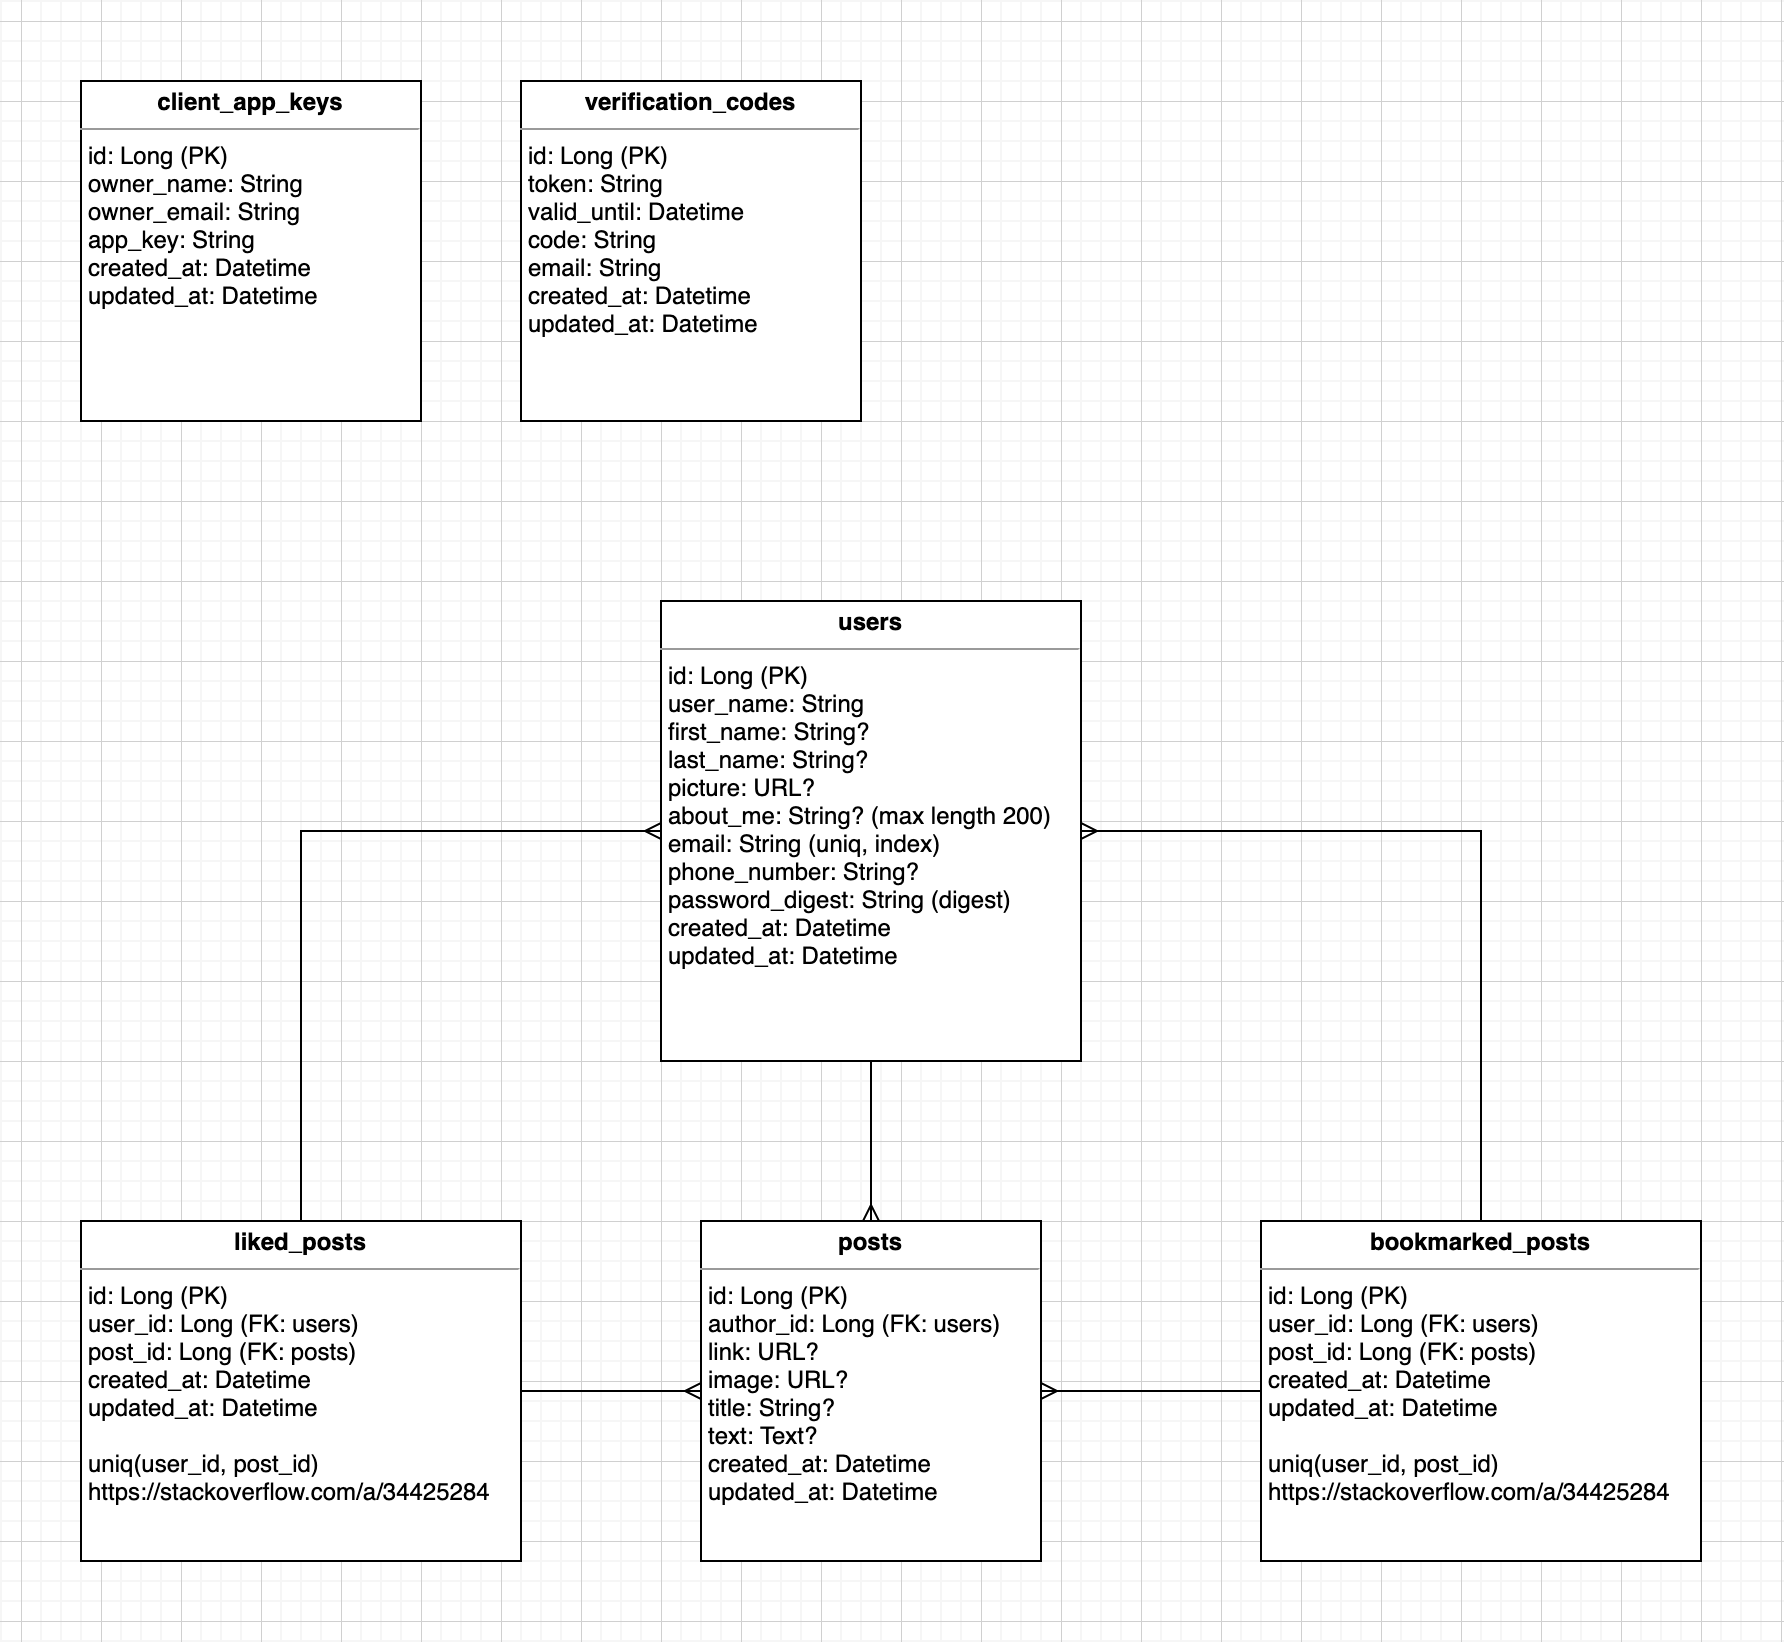 client_app_keys
id: Long (PK)
owner_name: String
owner_email: String
app_key: String
created_at: Datetime
updated_at: Datetime
verification_codes
id: Long (PK)
token: String
valid_until: Datetime
code: String
email: String
created_at: Datetime
updated_at: Datetime
users
id: Long (PK)
user_name: String
first_name: String?
last_name: String?
picture: URL?
about_me: String? (max length 200)
email: String (uniq, index)
phone_number: String?
password_digest: String (digest)
created_at: Datetime
updated_at: Datetime
liked_posts
id: Long (PK)
user_id: Long (FK: users)
post_id: Long (FK: posts)
created_at: Datetime
updated_at: Datetime
uniq(user_id, post_id)
https://stackoverflow.com/a/34425284
posts
id: Long (PK)
author_id: Long (FK: users)
link: URL?
image: URL?
title: String?
text: Text?
created_at: Datetime
updated_at: Datetime
bookmarked_posts
id: Long (PK)
user_id: Long (FK: users)
post_id: Long (FK: posts)
created_at: Datetime
updated_at: Datetime
uniq(user_id, post_id)
https://stackoverflow.com/a/34425284